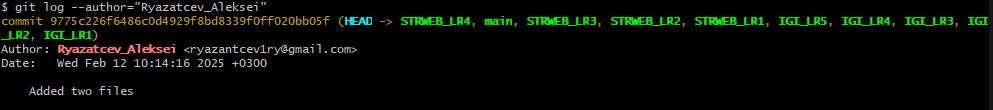 $ git log --author="Ryazatcev_Aleksei"
commit 9775c226f6486c0d4929f8bd8339f0ff020bb05f (HEAD -> STRWEB_LR4, main, STRWEB_LR3, STRWEB_LR2, STRWEB_LR1, IGI_LR5, IGI_LR4, IGI_LR3, IGI
_LR2, IGI_LR1)
Author: Ryazatcev_Aleksei <ryazantcev1ry@gmail.com>
Date:   Wed Feb 12 10:14:16 2025 +0300
Added two files